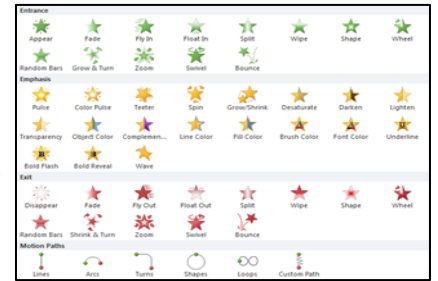 Entrance
Appear Fade Fly In Float In Split Wipe Shape Wheel
Random Bars Grow & Turn Zoom Swivel Bounce
Emphasis
Pulse Color Pulse Teeter Spin Grow/Shrink Desaturate Darken Lighten
Transparency Object Color Complemen... Line Color Fill Color Brush Color Font Color Underline
Bold Flash Bold Reveal Wave
Exit
Disappear Fade Fly Out Float Out Split Wipe Shape Wheel
Random Bars Shrink & Turn Zoom Swivel Bounce
Motion Paths
Lines Arcs Turns Shapes Loops Custom Path